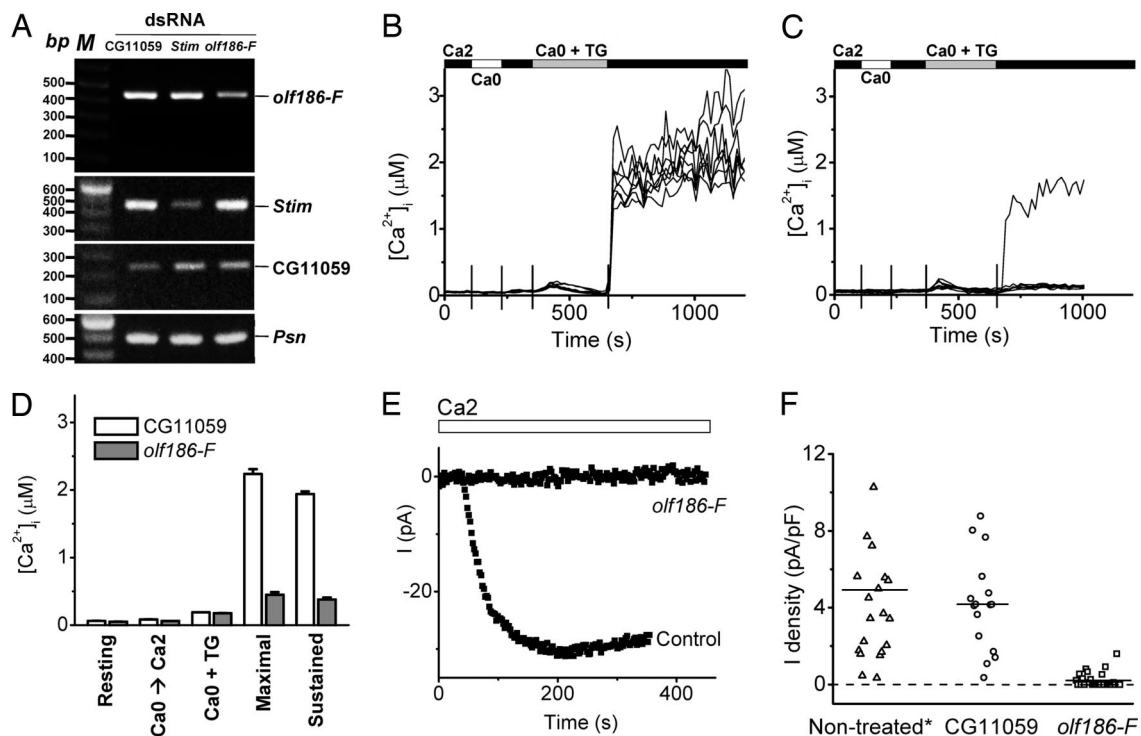 A
dsRNA
bp M CG11059 Stim olf186-F
500
400
300
200
100
olf186-F
600
500
400
300
Stim
300
200
100
CG11059
600
500
400
Psn
B
Ca2 Ca0 + TG
Ca0
[Ca²⁺]ᵢ (μM)
3
2
1
0
0 500 1000
Time (s)
C
Ca2 Ca0 + TG
Ca0
[Ca²⁺]ᵢ (μM)
3
2
1
0
0 500 1000
Time (s)
D
[Ca²⁺]ᵢ (μM)
3
2
1
0
CG11059
olf186-F
Resting
Ca0 → Ca2
Ca0 + TG
Maximal
Sustained
E
Ca2
I (pA)
0
-20
olf186-F
Control
0 200 400
Time (s)
F
I density (pA/pF)
12
8
4
0
Non-treated* CG11059 olf186-F